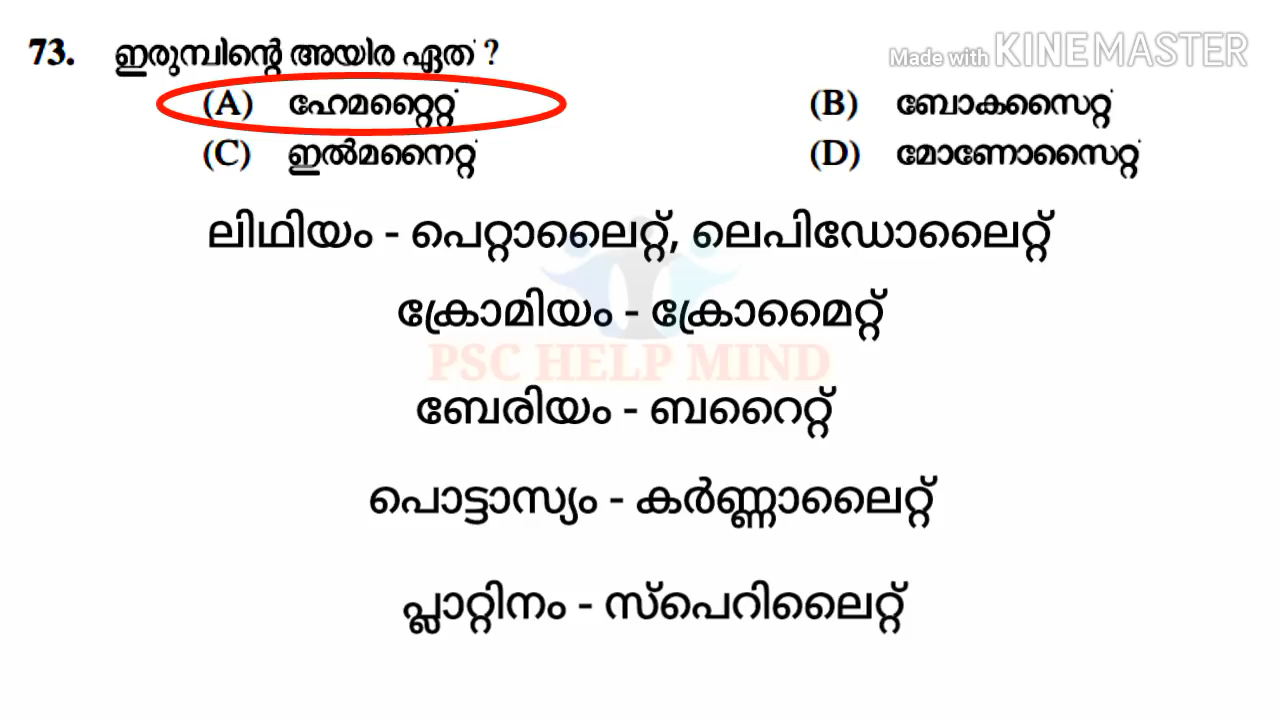 73. ഇരുമ്പിന്റെ അയിര ഏത് ?
Made with KINEMASTER
(A) ഹേമറ്റൈറ്റ് (B) ബോകസൈറ്റ്
(C) ഇൽമനൈറ്റ് (D) മോണോസൈറ്റ്
ലിഥിയം - പെറ്റാലൈറ്റ്, ലെപിഡോലൈറ്റ്
ക്രോമിയം - ക്രോമൈറ്റ്
PSC HELP MIND
ബേരിയം - ബറൈറ്റ്
പൊട്ടാസ്യം - കർണ്ണാലൈറ്റ്
പ്ലാറ്റിനം - സ്പെറിലൈറ്റ്